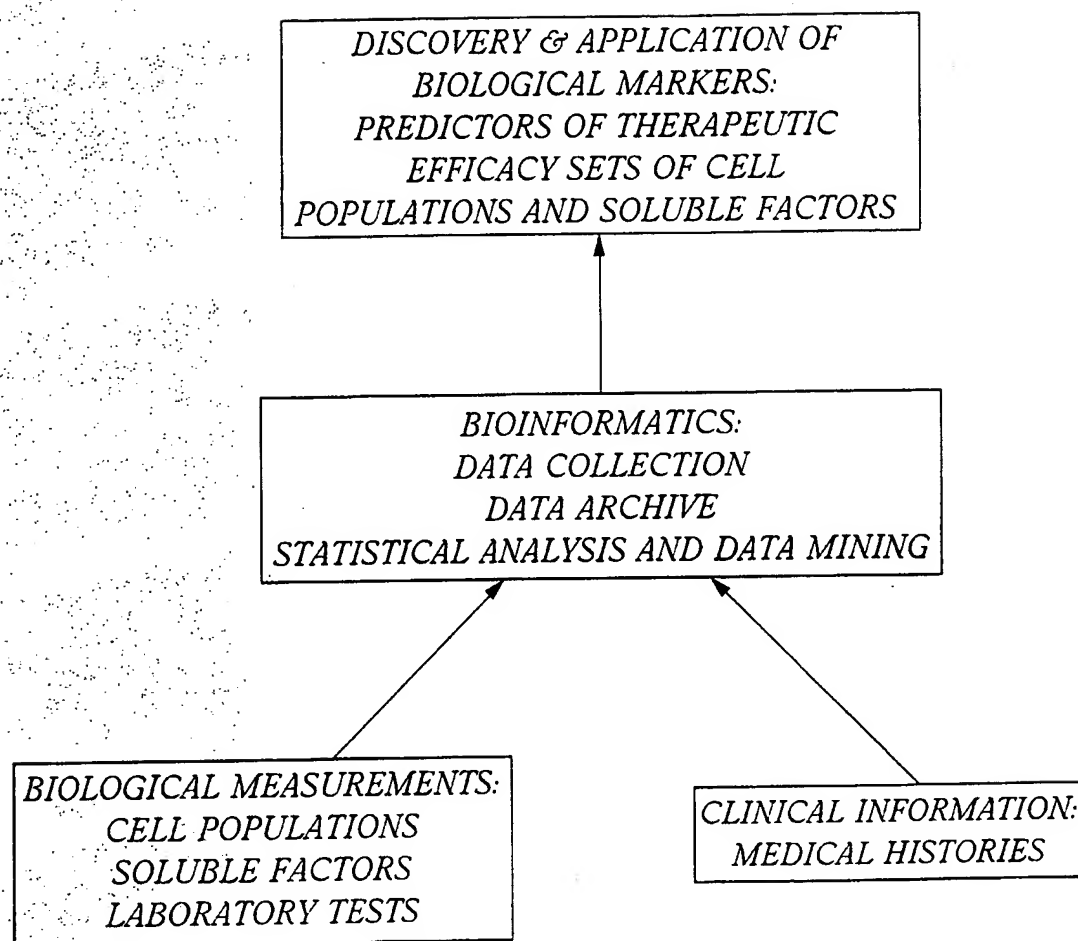 DISCOVERY & APPLICATION OF
BIOLOGICAL MARKERS:
PREDICTORS OF THERAPEUTIC
EFFICACY SETS OF CELL
POPULATIONS AND SOLUBLE FACTORS
BIOINFORMATICS:
DATA COLLECTION
DATA ARCHIVE
STATISTICAL ANALYSIS AND DATA MINING
BIOLOGICAL MEASUREMENTS:
CELL POPULATIONS
SOLUBLE FACTORS
LABORATORY TESTS
CLINICAL INFORMATION:
MEDICAL HISTORIES